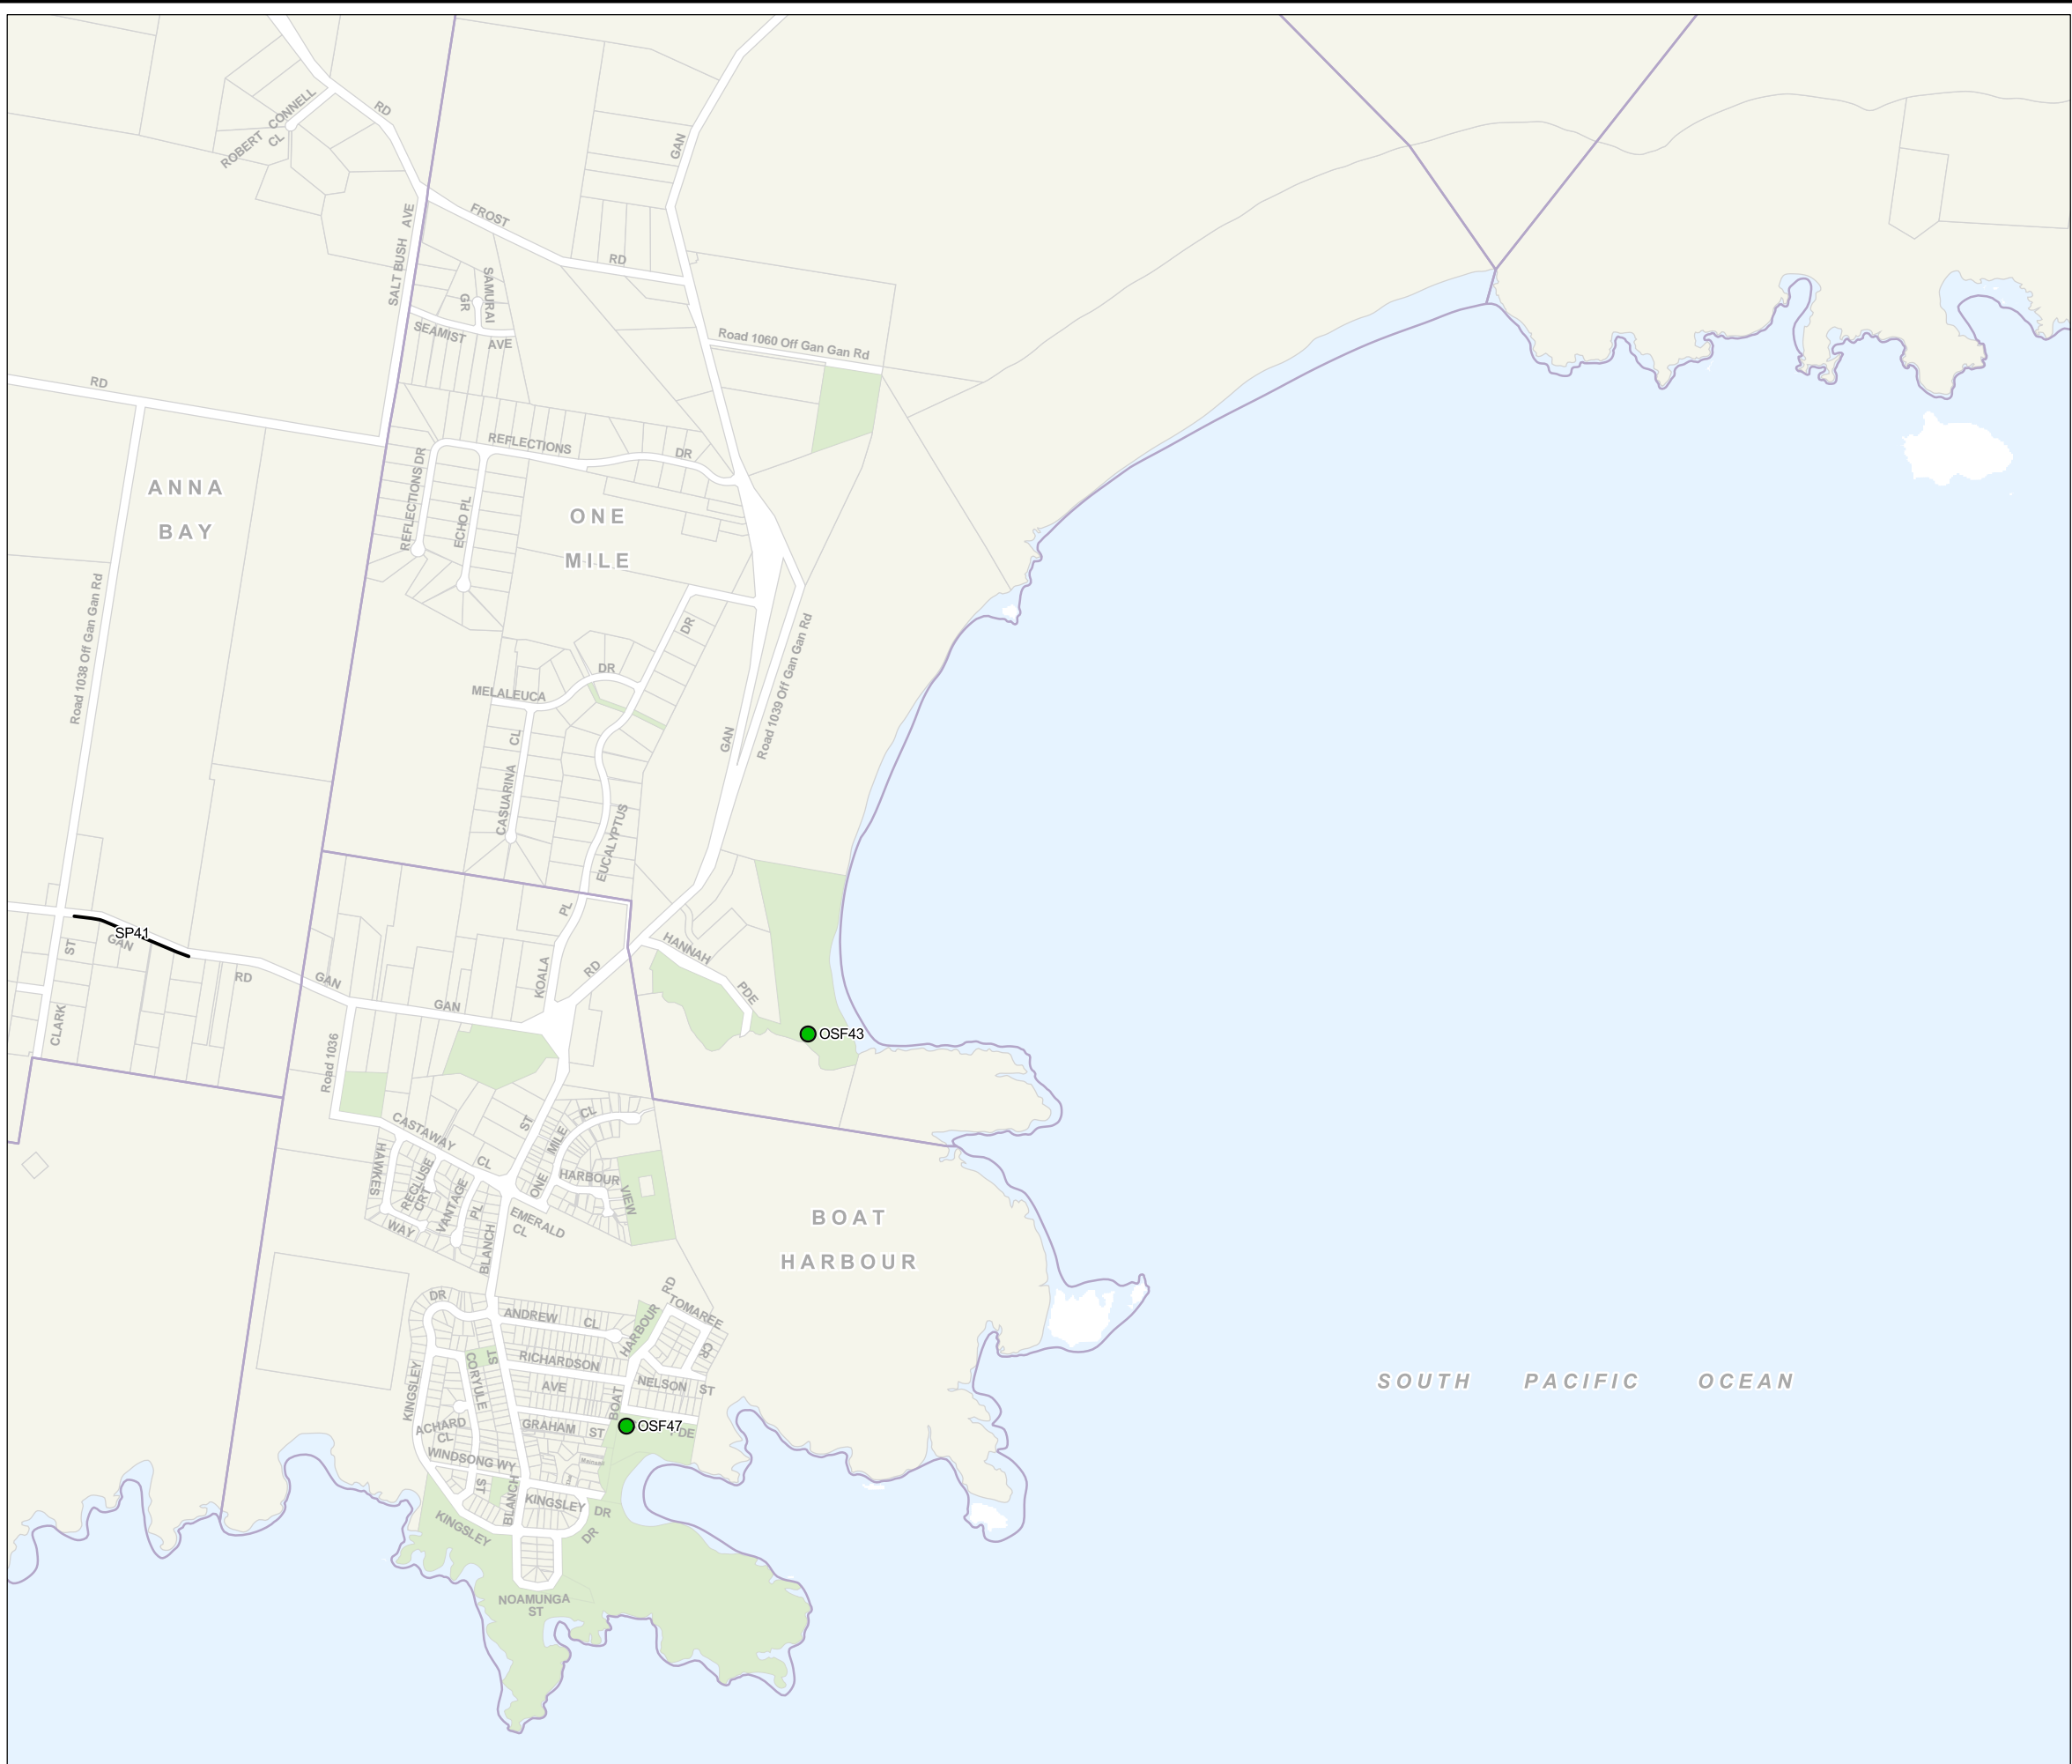 ROBERT CONNELL
CL
RD
GAN
SALT BUSH AVE
FROST
RD
SAMURAI
GR
SEAMIST AVE
Road 1060 Off Gan Gan Rd
RD
REFLECTIONS DR
REFLECTIONS DR
ECHO PL
ANNA
BAY
ONE
MILE
Road 1038 Off Gan Gan Rd
DR
DR
MELALEUCA
CL
CASUARINA
GAN
Road 1039 Off Gan Gan Rd
EUCALYPTUS
PL
SP41
GAN
ST
RD
CLARK
GAN
GAN
KOALA
RD
HANNAH PDE
OSF43
Road 1036
CASTAWAY CL
ST
ONE MILE CL
HAWKES
WAY
RECLUSE
CRT
VANTAGE
PL
HARBOUR
VIEW
EMERALD
CL
BLANCH
BOAT
HARBOUR
DR
ANDREW CL
HARBOUR RD
TOMAREE
CR
ST
CORYULE
KINGSLEY
RICHARDSON
AVE
NELSON ST
BOAT
SOUTH PACIFIC OCEAN
ACHARD
CL
GRAHAM ST
OSF47
DE
WINDSONG WY
ST
BLANCH
KINGSLEY DR
KINGSLEY
DR
NOAMUNGA
ST